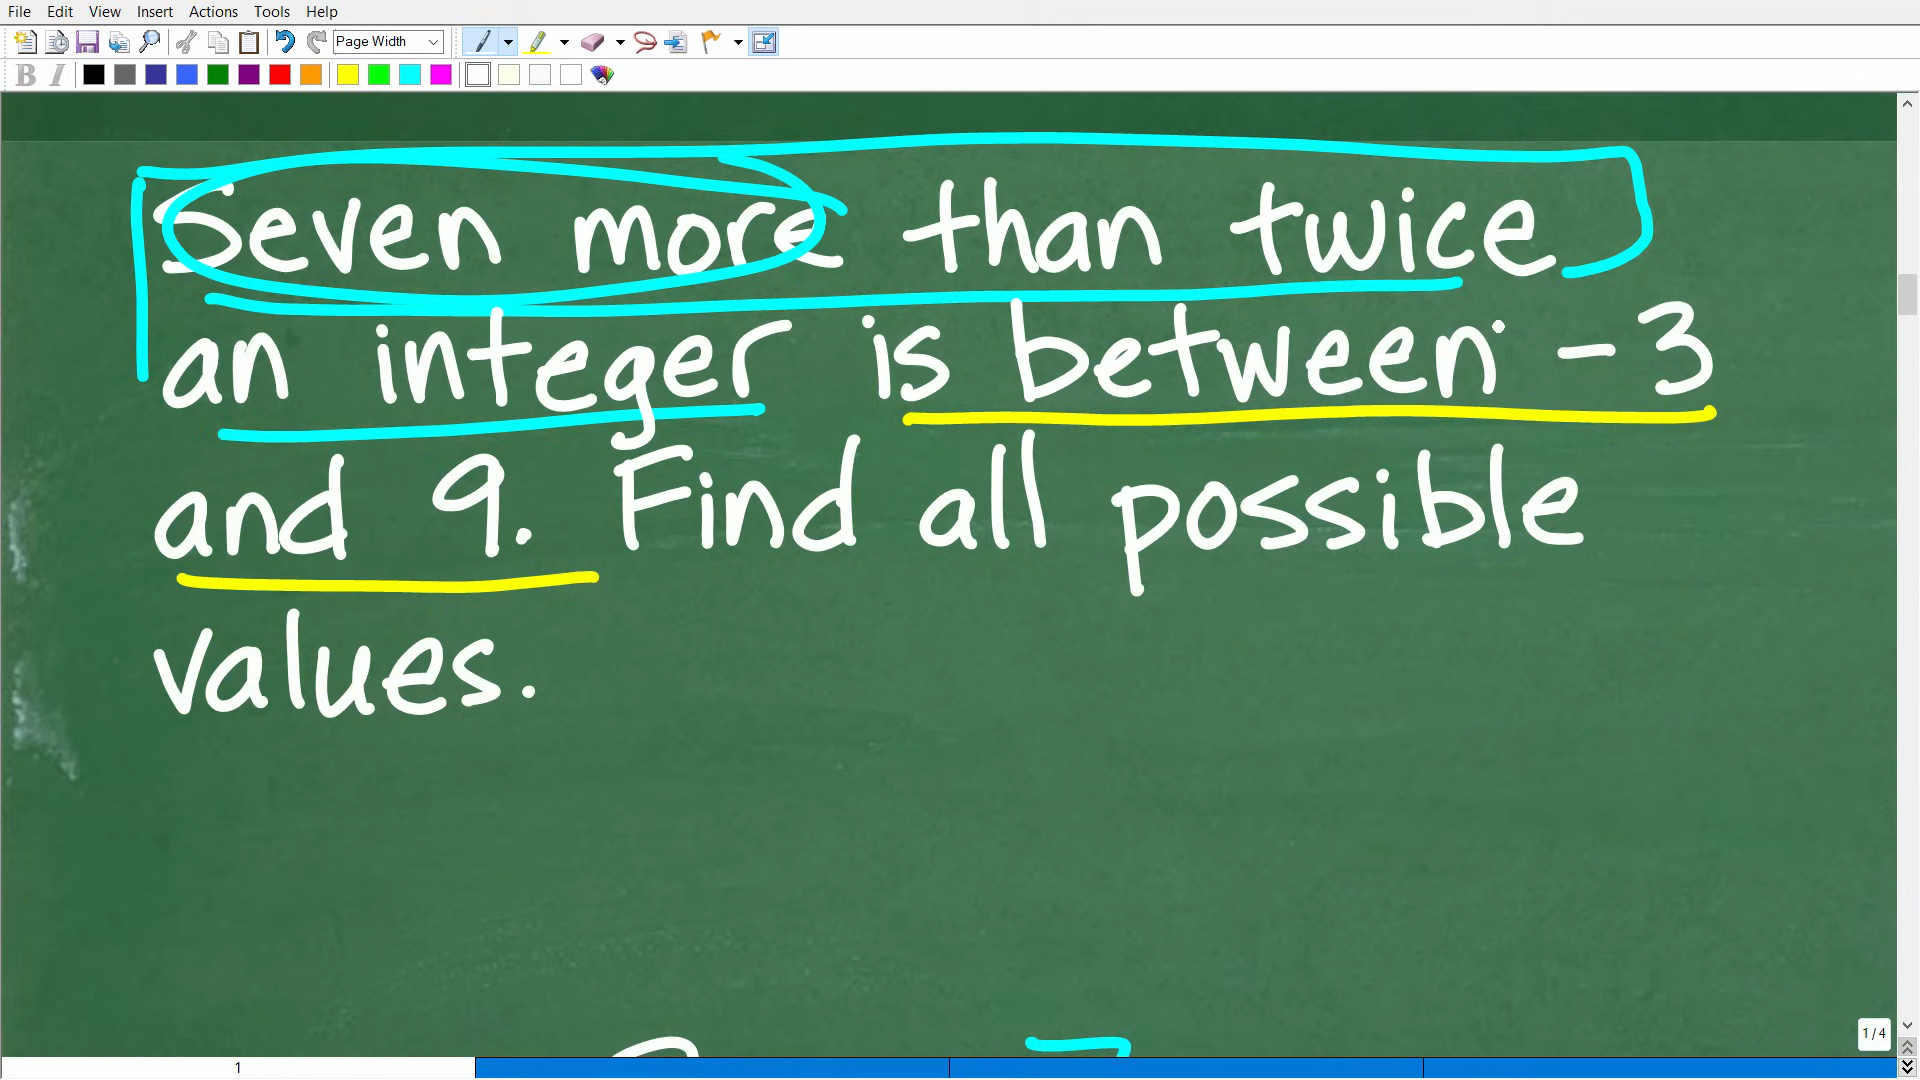 File Edit View Insert Actions Tools Help
Page Width
B I
Seven more than twice
an integer is between -3
and 9. Find all possible
values.
1 / 4
1